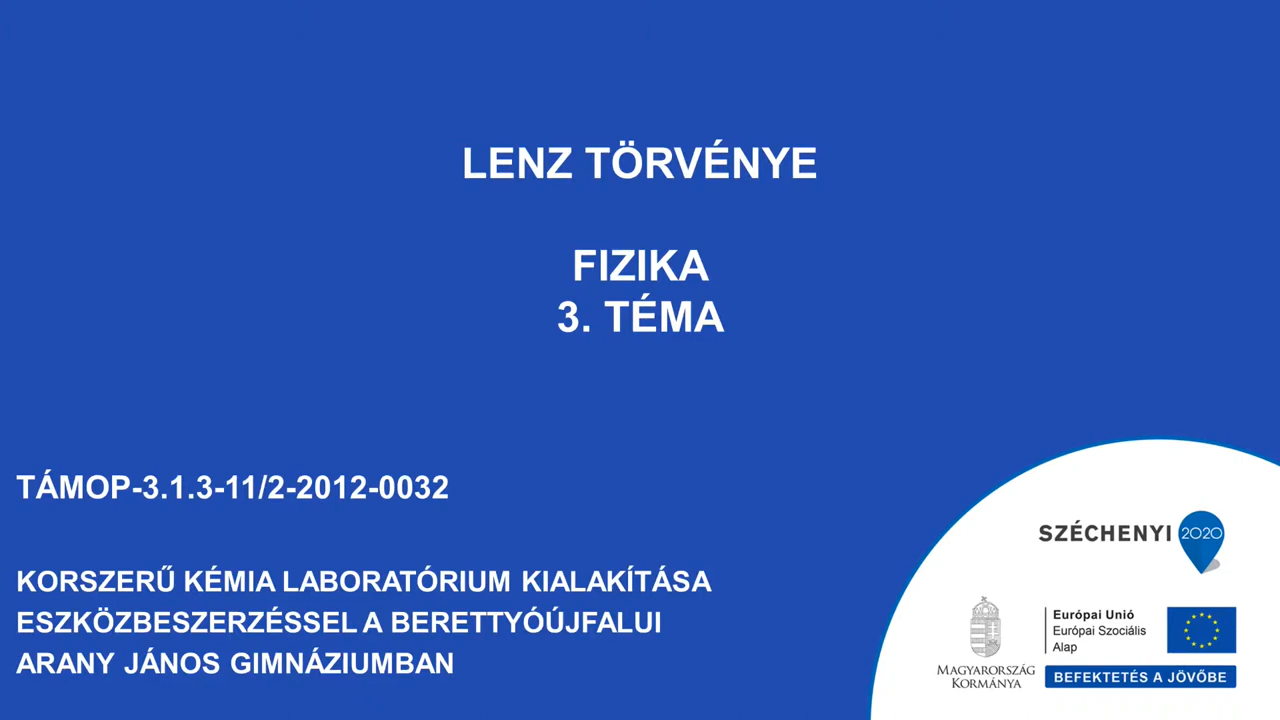 LENZ TÖRVÉNYE
FIZIKA
3. TÉMA
TÁMOP-3.1.3-11/2-2012-0032
KORSZERŰ KÉMIA LABORATÓRIUM KIALAKÍTÁSA
ESZKÖZBESZERZÉSSEL A BERETTYÓÚJFALUI
ARANY JÁNOS GIMNÁZIUMBAN
SZÉCHENYI 2020
MAGYARORSZÁG
KORMÁNYA
Európai Unió
Európai Szociális
Alap
BEFEKTETÉS A JÖVŐBE